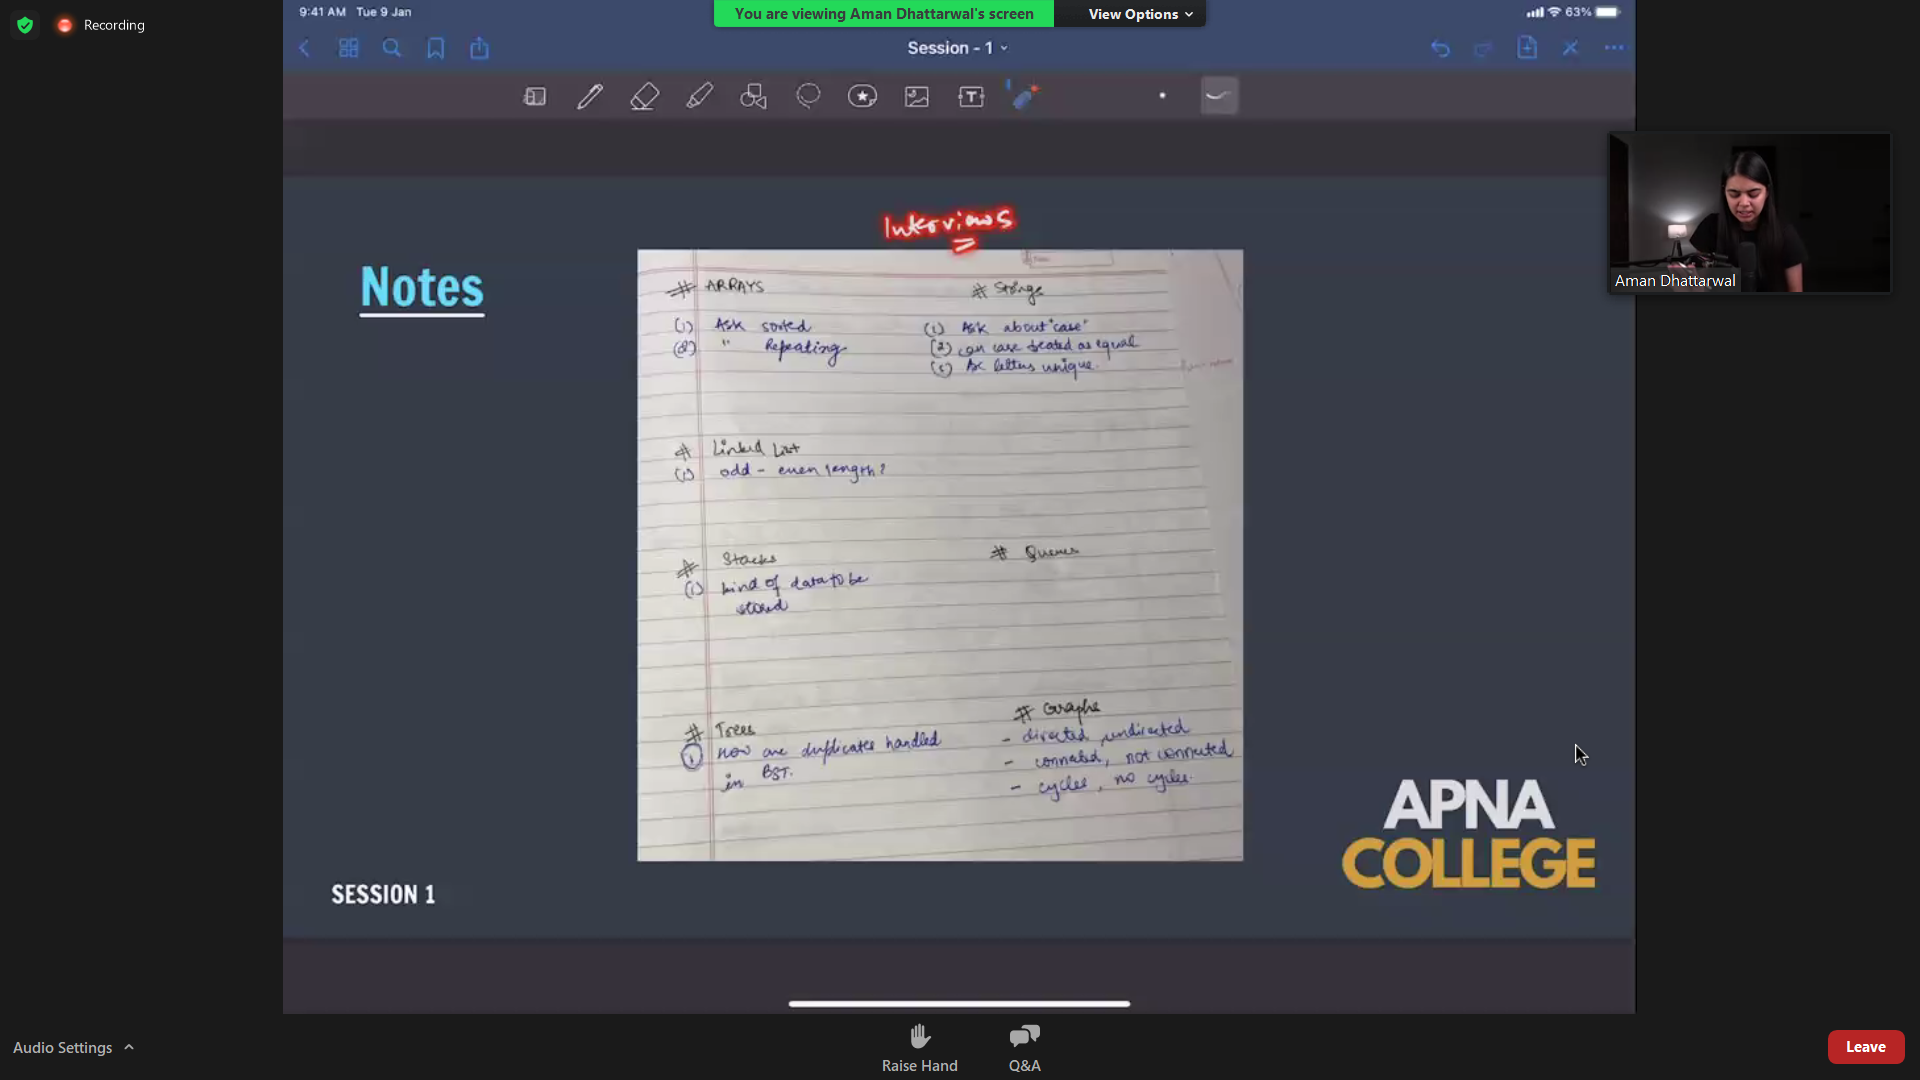 9:41 AM Tue 9 Jan
You are viewing Aman Dhattarwal's screen
View Options
63%
Recording
Session - 1
Interviews
Notes
# ARRAYS
(1) Ask sorted
(2) " Repeating
# Strings
(1) Ask about "case"
(2) can case treated as equal
(3) Are letters unique.
# Linked List
(1) odd - even length?
# Stacks
(1) kind of data to be
stored
# Queues
# Trees
(1) How are duplicates handled
in BST.
# Graphs
- directed, undirected
- connected, not connected
- cycles, no cycles.
Aman Dhattarwal
APNA
COLLEGE
SESSION 1
Audio Settings
Raise Hand
Q&A
Leave